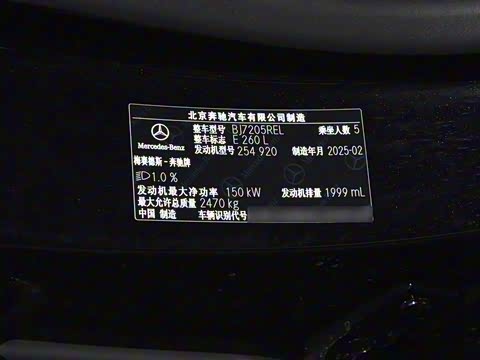 北京奔驰汽车有限公司制造
整车型号 BJ7205REL 乘坐人数 5
整车标志 E 260 L
Mercedes-Benz 发动机型号 254 920 制造年月 2025-02
梅赛德斯－奔驰牌
1.0 %
发动机最大净功率 150 kW 发动机排量 1999 mL
最大允许总质量 2470 kg
中国 制造 车辆识别代号